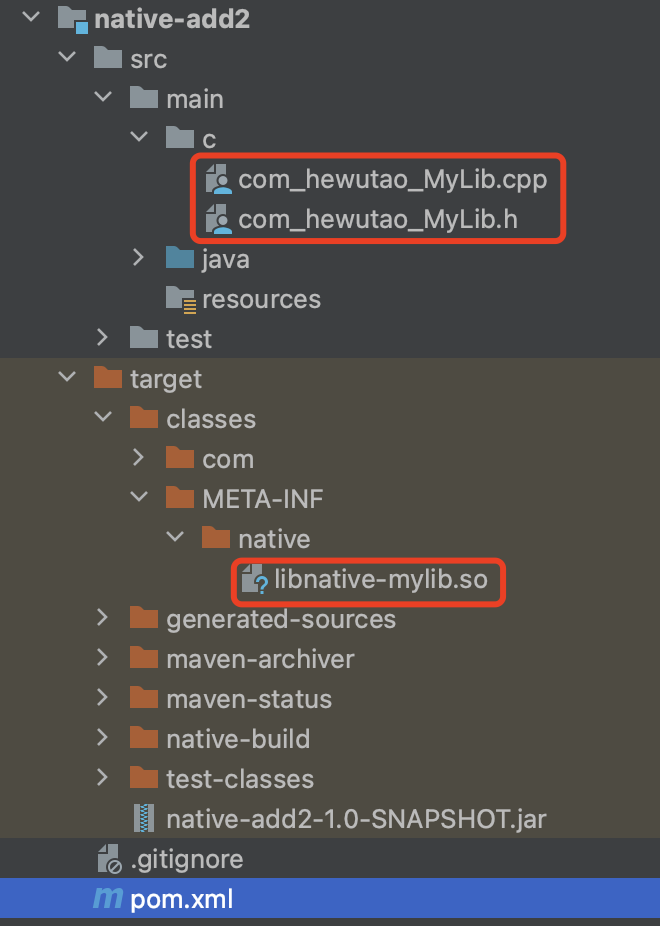 native-add2
src
main
c
com_hewutao_MyLib.cpp
com_hewutao_MyLib.h
java
resources
test
target
classes
com
META-INF
native
libnative-mylib.so
generated-sources
maven-archiver
maven-status
native-build
test-classes
native-add2-1.0-SNAPSHOT.jar
.gitignore
pom.xml